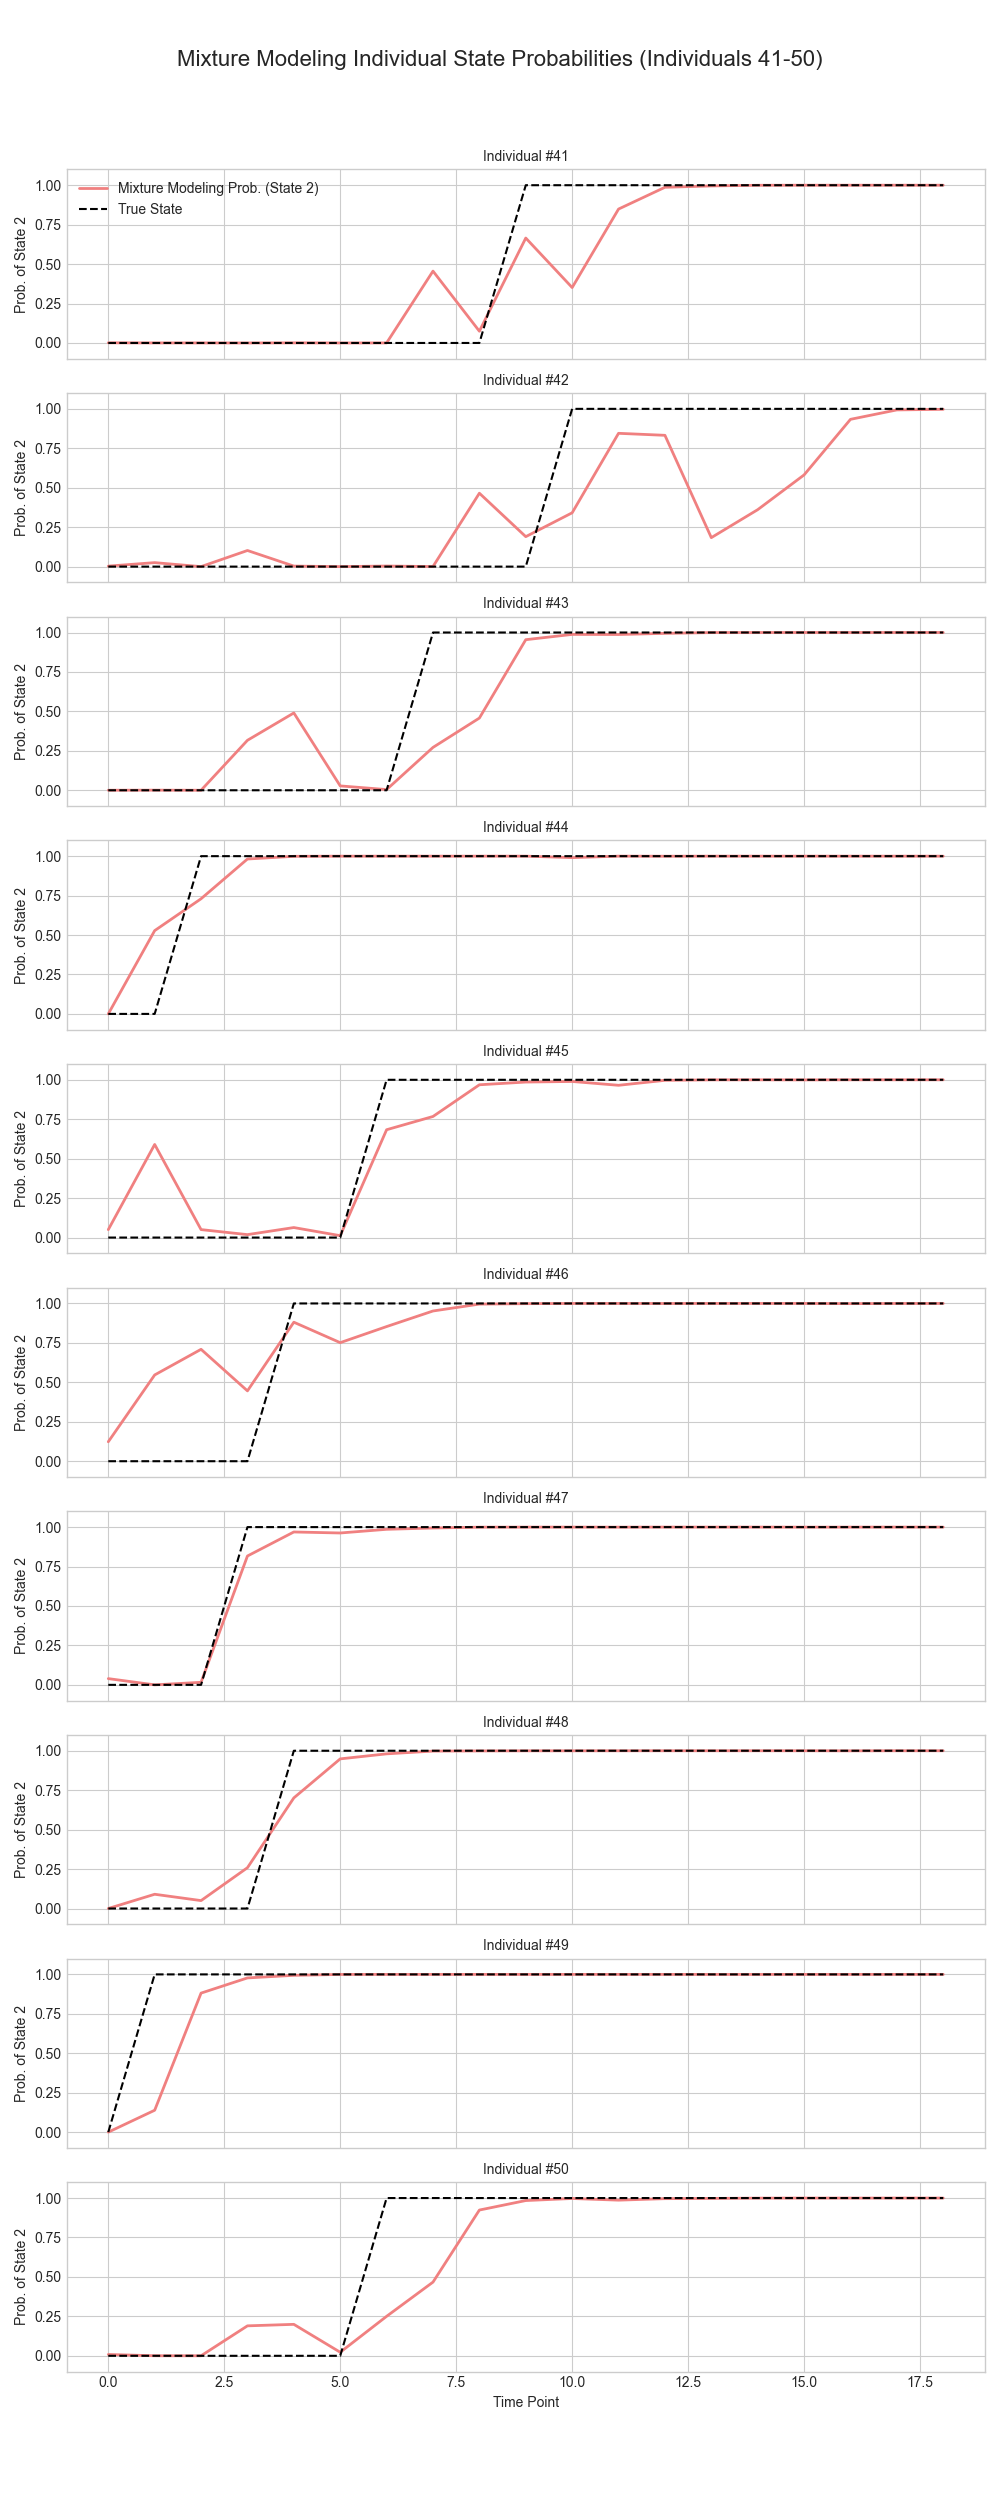 Mixture Modeling Individual State Probabilities (Individuals 41-50)
Individual #41
Mixture Modeling Prob. (State 2)
True State
Prob. of State 2
1.00
0.75
0.50
0.25
0.00
Individual #42
Prob. of State 2
1.00
0.75
0.50
0.25
0.00
Individual #43
Prob. of State 2
1.00
0.75
0.50
0.25
0.00
Individual #44
Prob. of State 2
1.00
0.75
0.50
0.25
0.00
Individual #45
Prob. of State 2
1.00
0.75
0.50
0.25
0.00
Individual #46
Prob. of State 2
1.00
0.75
0.50
0.25
0.00
Individual #47
Prob. of State 2
1.00
0.75
0.50
0.25
0.00
Individual #48
Prob. of State 2
1.00
0.75
0.50
0.25
0.00
Individual #49
Prob. of State 2
1.00
0.75
0.50
0.25
0.00
Individual #50
Prob. of State 2
1.00
0.75
0.50
0.25
0.00
0.0 2.5 5.0 7.5 10.0 12.5 15.0 17.5
Time Point